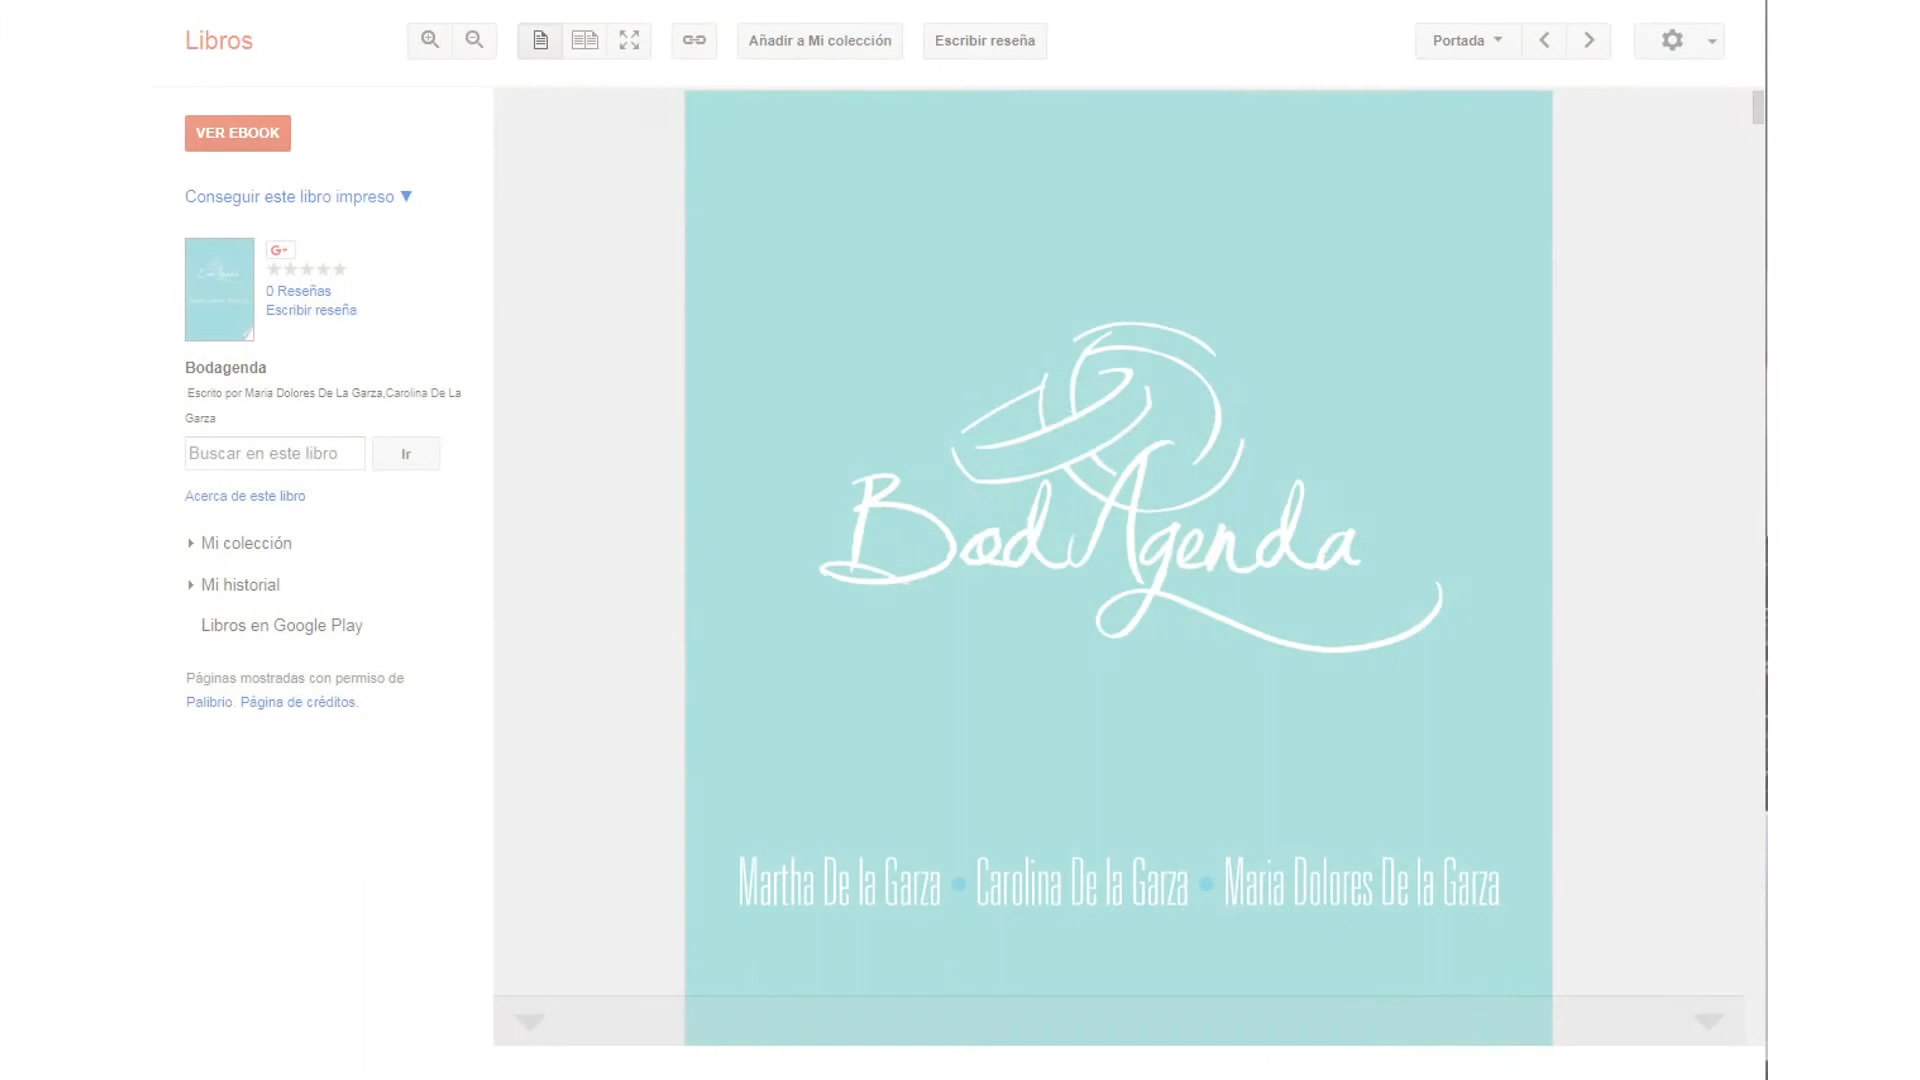 Libros
Añadir a Mi colección
Escribir reseña
Portada
VER EBOOK
Conseguir este libro impreso ▼
G+
0 Reseñas
Escribir reseña
Bodagenda
Escrito por Maria Dolores De La Garza,Carolina De La
Garza
Buscar en este libro
Ir
Acerca de este libro
Mi colección
Mi historial
Libros en Google Play
Páginas mostradas con permiso de
Palibrio. Página de créditos.
BodAgenda
Martha De la Garza • Carolina De la Garza • Maria Dolores De la Garza